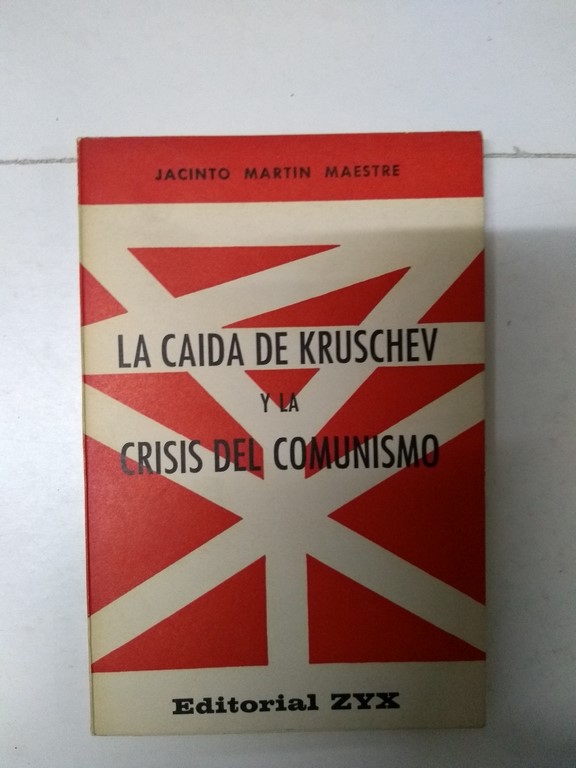 JACINTO MARTIN MAESTRE
LA CAIDA DE KRUSCHEV
Y LA
CRISIS DEL COMUNISMO
Editorial ZYX